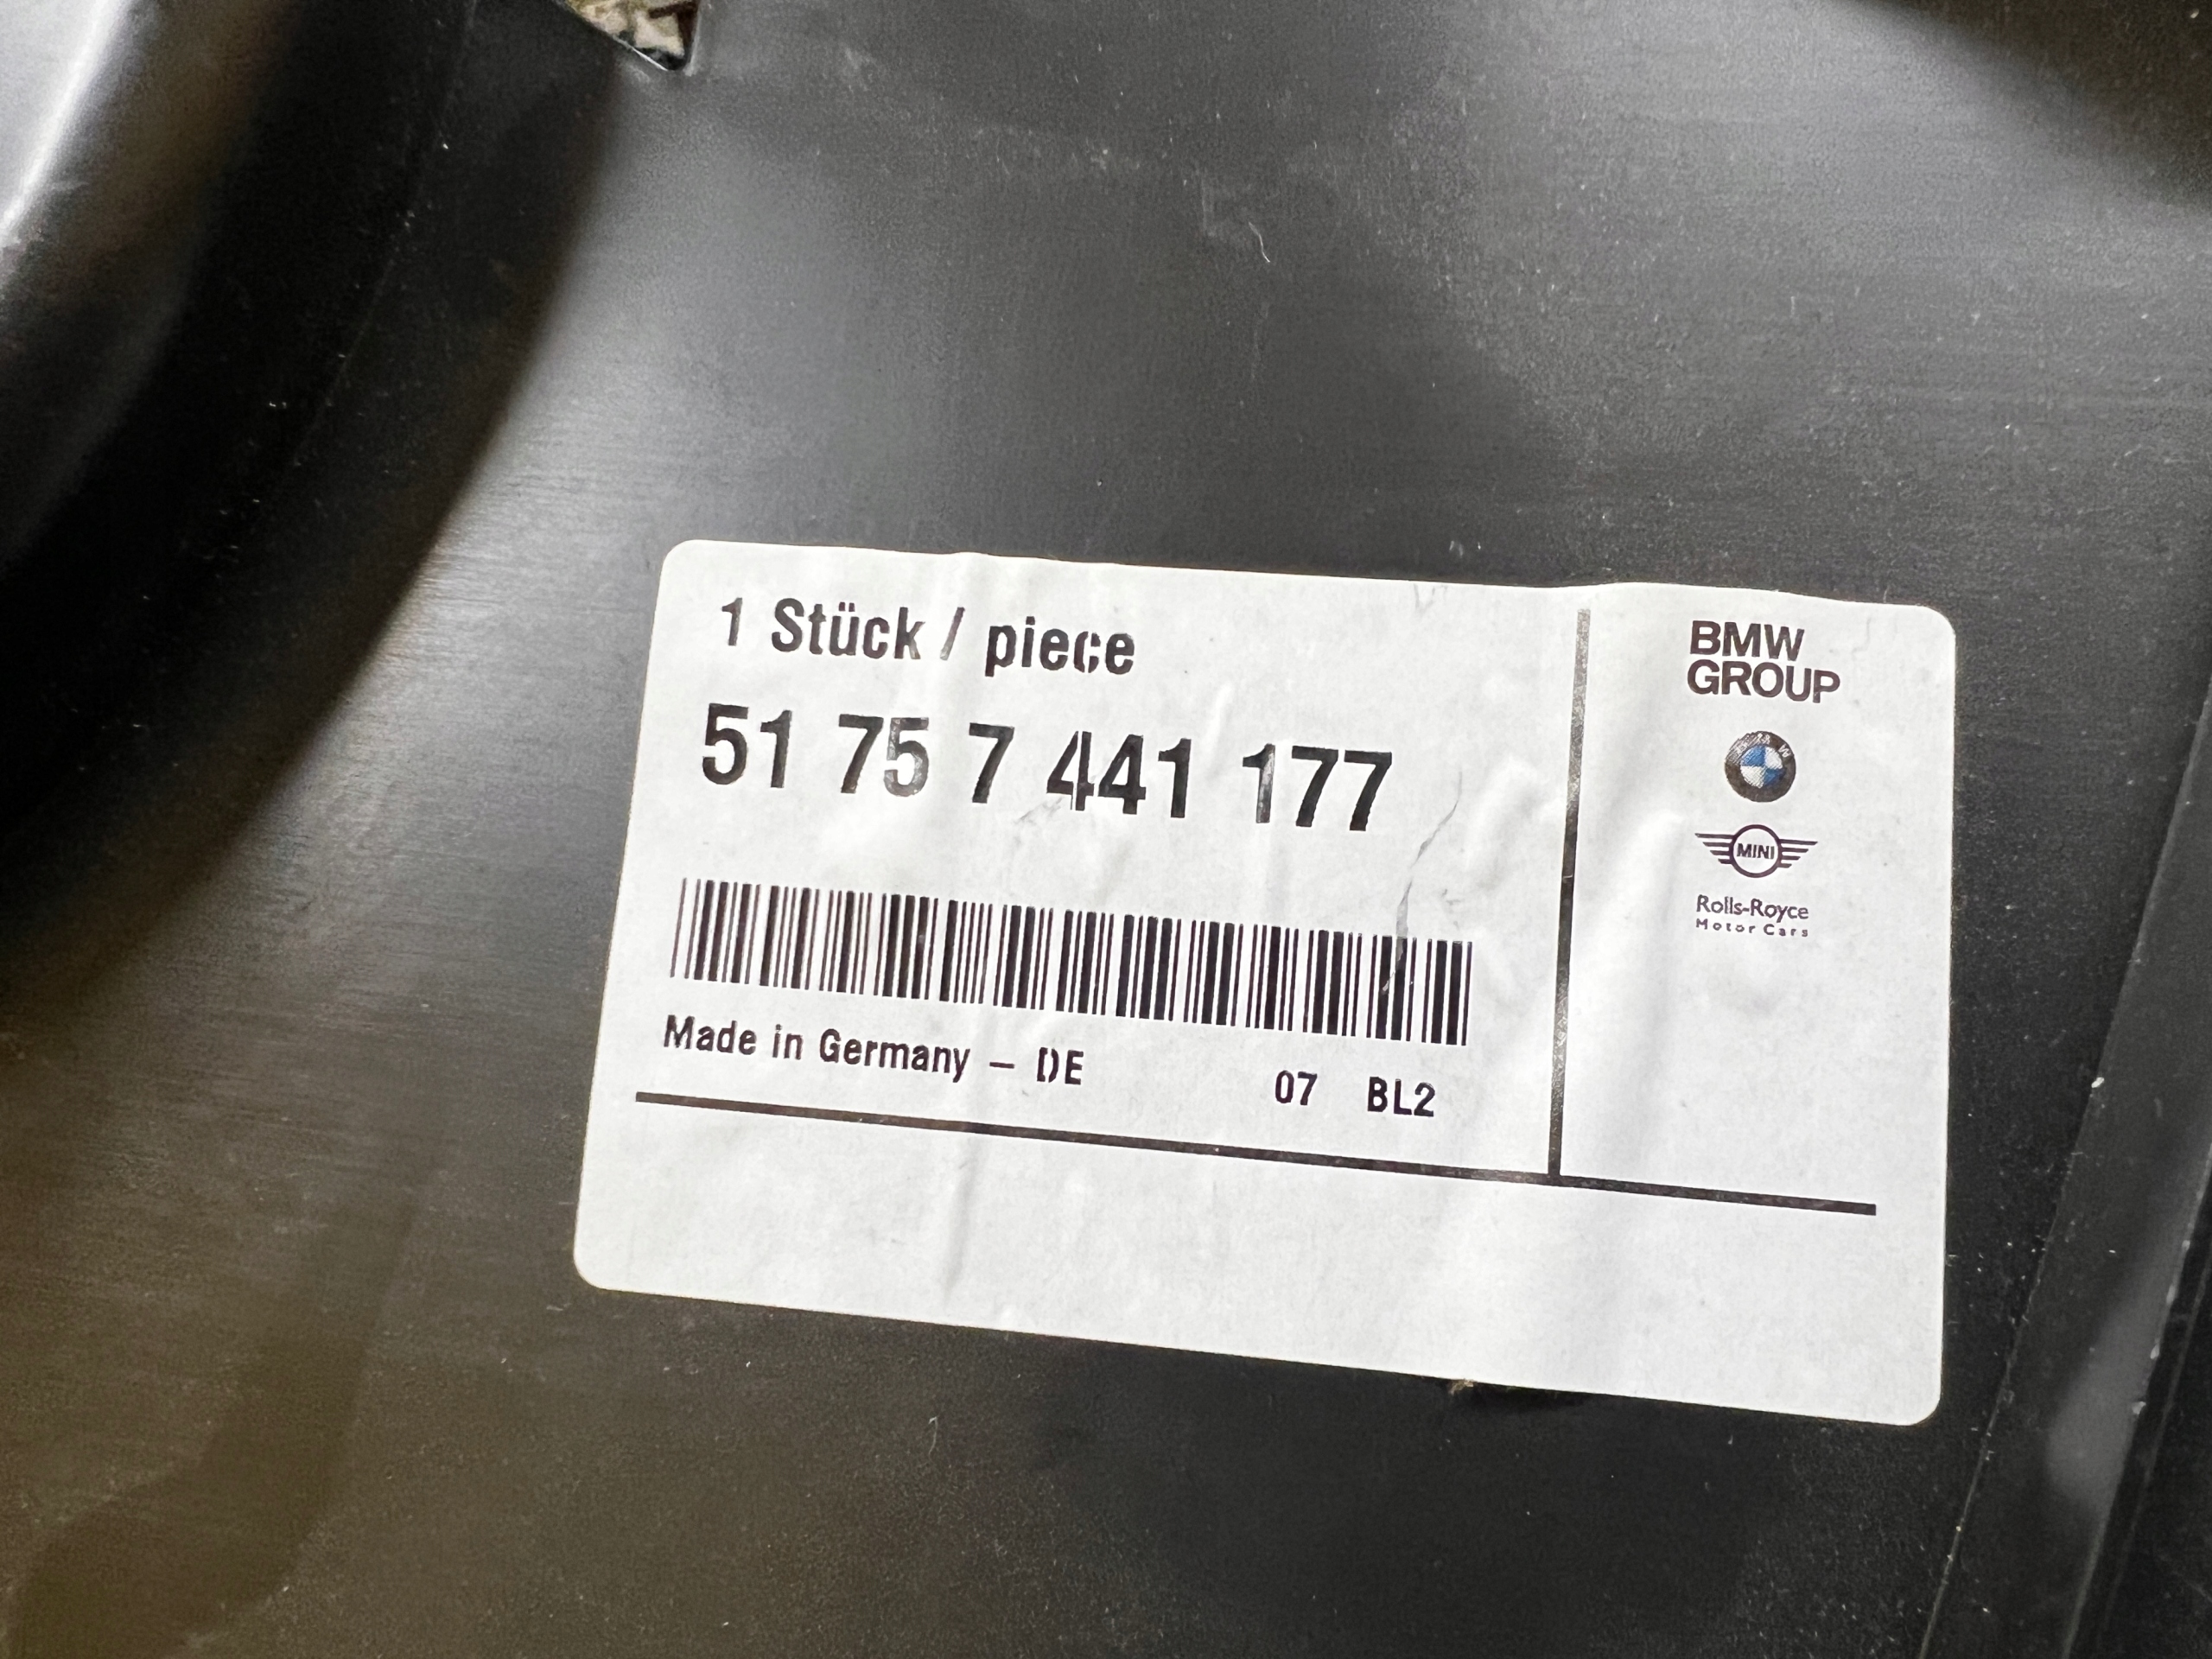 1 Stück / piece
51 75 7 441 177
Made in Germany – DE
07 BL2
BMW
GROUP
MINI
Rolls-Royce
Motor Cars